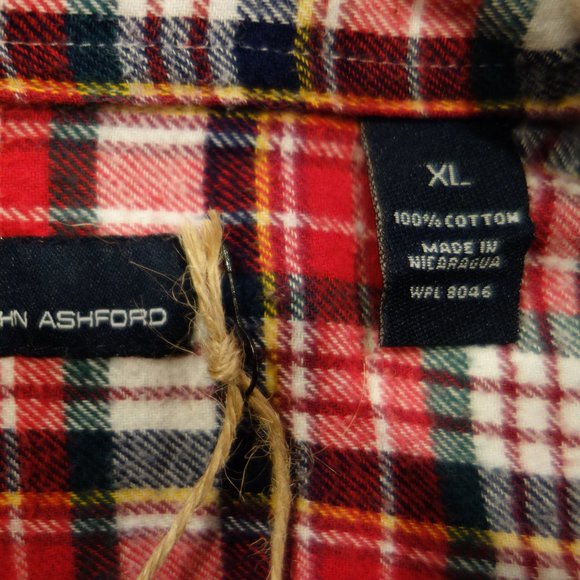 HN ASHFORD
XL
100% COTTON
MADE IN
NICARAGUA
WPL 8046